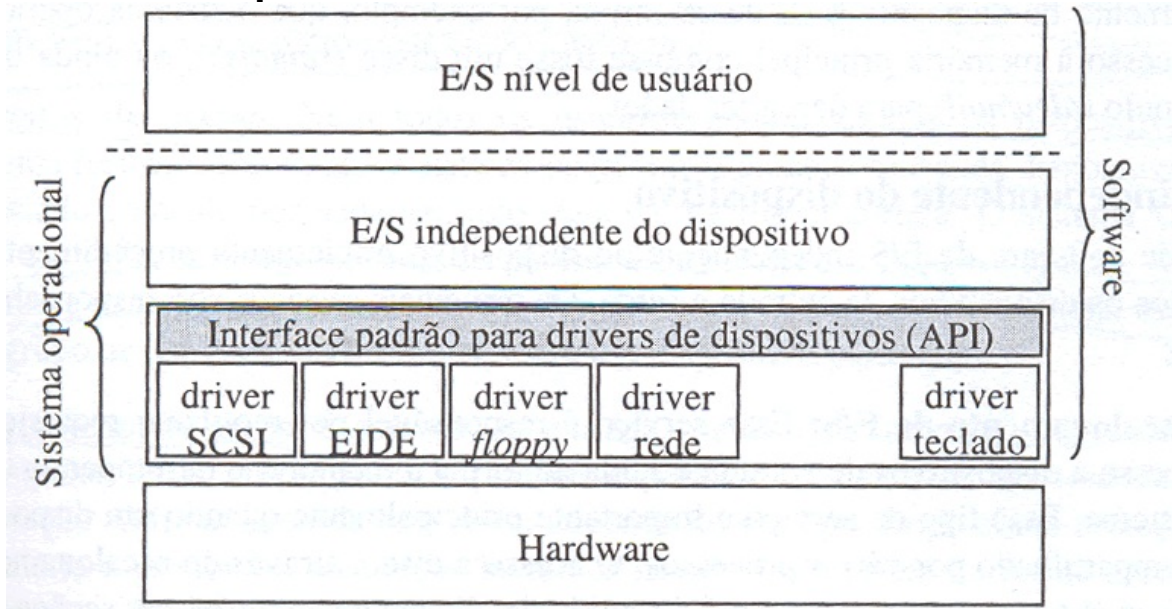 E/S nível de usuário
Software
Sistema operacional
E/S independente do dispositivo
Interface padrão para drivers de dispositivos (API)
driver SCSI
driver EIDE
driver floppy
driver rede
driver teclado
Hardware